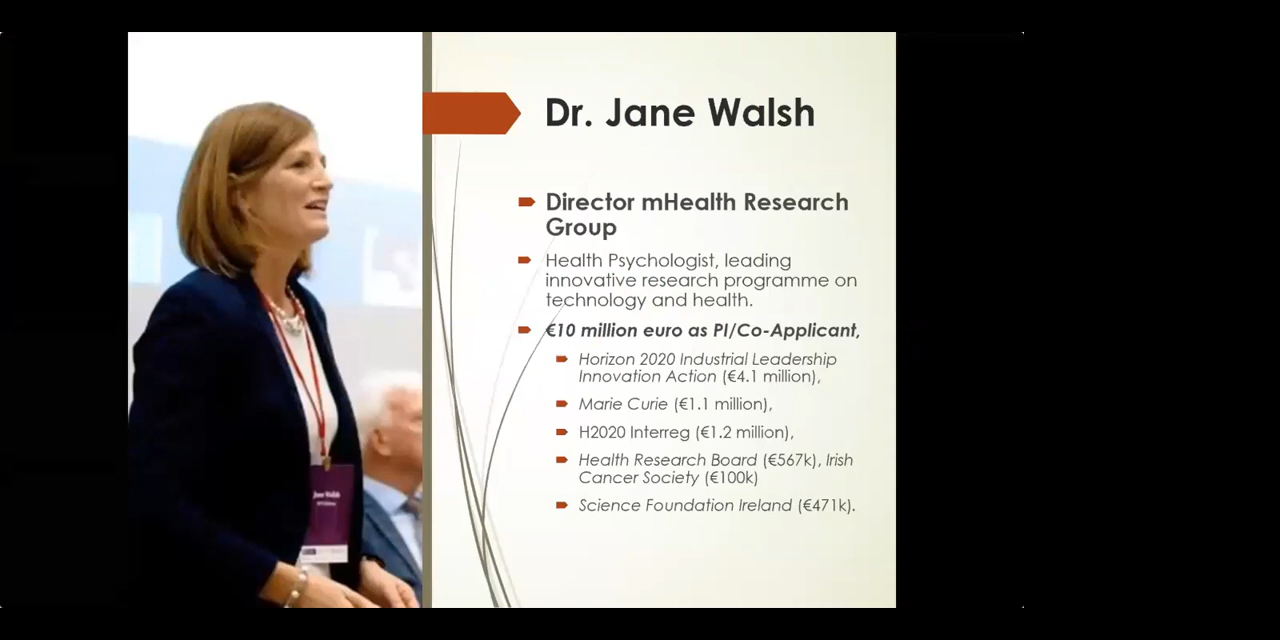 Dr. Jane Walsh
Director mHealth Research
Group
Health Psychologist, leading
innovative research programme on
technology and health.
€10 million euro as PI/Co-Applicant,
Horizon 2020 Industrial Leadership
Innovation Action (€4.1 million),
Marie Curie (€1.1 million),
H2020 Interreg (€1.2 million),
Health Research Board (€567k), Irish
Cancer Society (€100k)
Science Foundation Ireland (€471k).
Jane Walsh